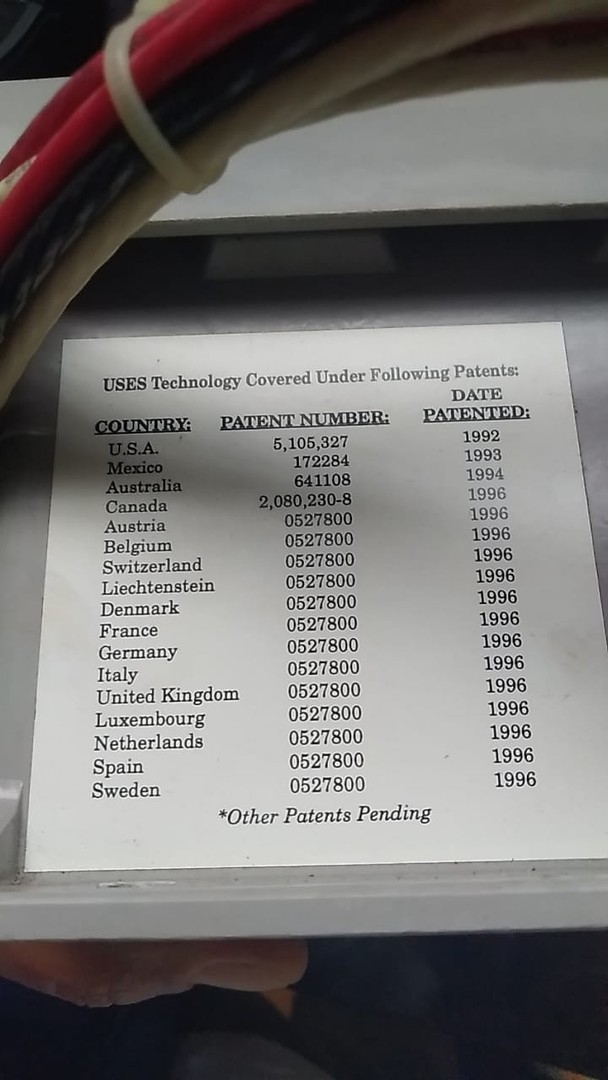 USES Technology Covered Under Following Patents:
COUNTRY: PATENT NUMBER: DATE PATENTED:
U.S.A. 5,105,327 1992
Mexico 172284 1993
Australia 641108 1994
Canada 2,080,230-8 1996
Austria 0527800 1996
Belgium 0527800 1996
Switzerland 0527800 1996
Liechtenstein 0527800 1996
Denmark 0527800 1996
France 0527800 1996
Germany 0527800 1996
Italy 0527800 1996
United Kingdom 0527800 1996
Luxembourg 0527800 1996
Netherlands 0527800 1996
Spain 0527800 1996
Sweden 0527800 1996
*Other Patents Pending